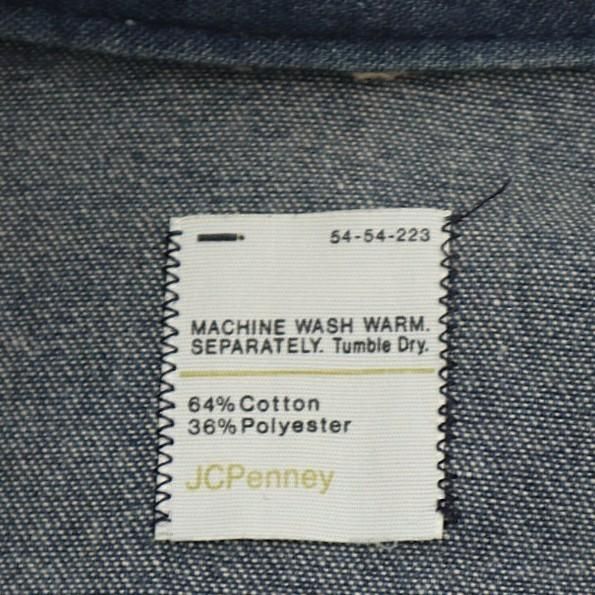 54-54-223
MACHINE WASH WARM.
SEPARATELY. Tumble Dry.
64% Cotton
36% Polyester
JCPenney